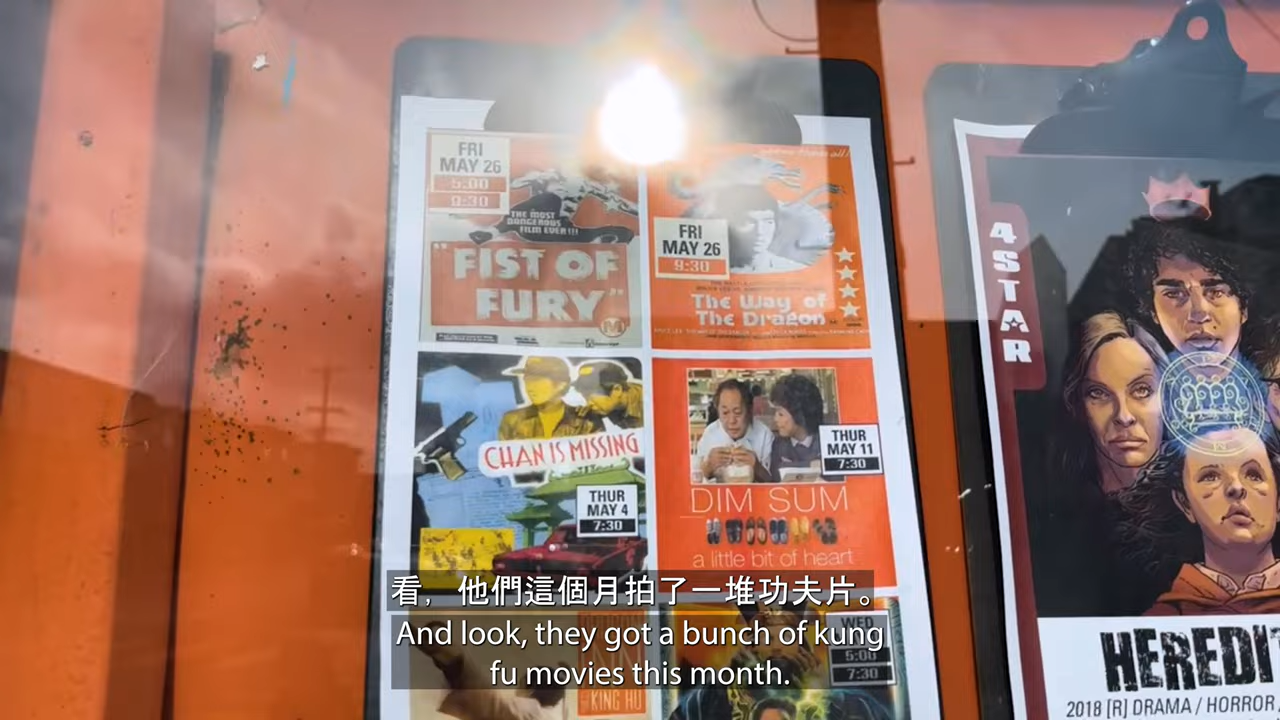 FRI
MAY 26
5:00
9:30
THE MOST
DANGEROUS
FILM EVER!!!
"FIST OF
FURY"
FRI
MAY 26
9:30
The Way of
The Dragon
CHAN IS MISSING
THUR
MAY 4
7:30
THUR
MAY 11
7:30
DIM SUM
a little bit of heart
KING HU
WED
5:00
7:30
4STAR
HEREDIT
2018 [R] DRAMA / HORROR
看，他們這個月拍了一堆功夫片。
And look, they got a bunch of kung
fu movies this month.